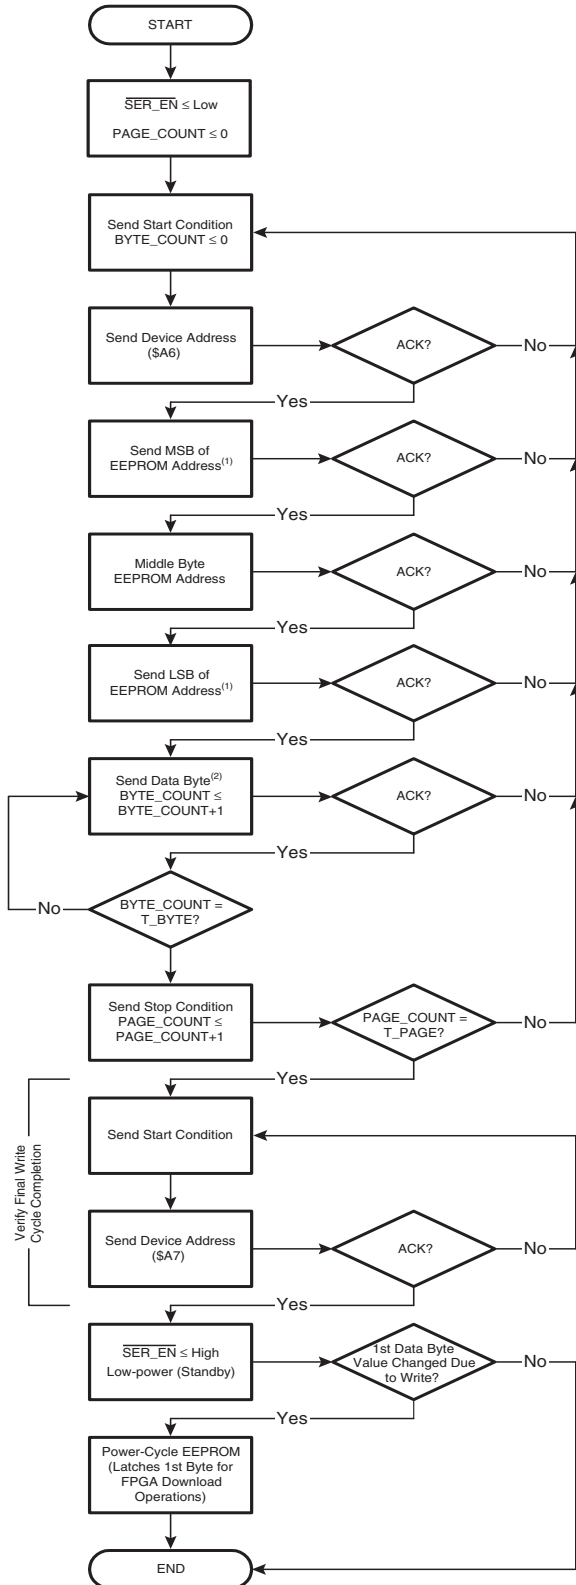 START
SER_EN ≤ Low
PAGE_COUNT ≤ 0
Send Start Condition
BYTE_COUNT ≤ 0
Send Device Address
($A6)
ACK?
No
Yes
Send MSB of
EEPROM Address(1)
ACK?
No
Yes
Middle Byte
EEPROM Address
ACK?
No
Yes
Send LSB of
EEPROM Address(1)
ACK?
No
Yes
Send Data Byte(2)
BYTE_COUNT ≤
BYTE_COUNT+1
ACK?
No
Yes
BYTE_COUNT =
T_BYTE?
No
Send Stop Condition
PAGE_COUNT ≤
PAGE_COUNT+1
PAGE_COUNT =
T_PAGE?
No
Yes
Verify Final Write
Cycle Completion
Send Start Condition
Send Device Address
($A7)
ACK?
No
Yes
SER_EN ≤ High
Low-power (Standby)
1st Data Byte
Value Changed Due
to Write?
No
Yes
Power-Cycle EEPROM
(Latches 1st Byte for
FPGA Download
Operations)
END